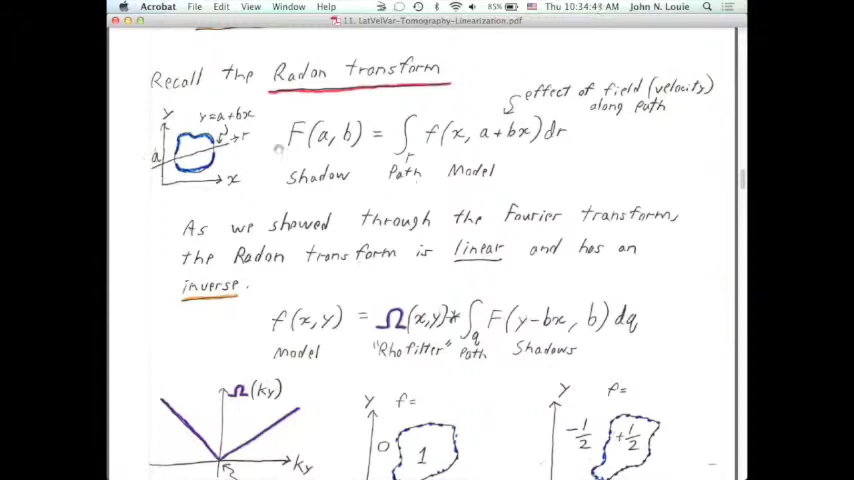 Acrobat File Edit View Window Help 85% Thu 10:34:43 AM John N. Louie
11. LatVelVar-Tomography-Linearization.pdf
Recall the Radon transform
effect of field (velocity)
along path
y y=a+bx
r
a
x
F(a, b) = ∫r f(x, a+bx) dr
Shadow Path Model
As we showed through the Fourier transform,
the Radon transform is linear and has an
inverse.
f(x,y) = Ω(x,y)* ∫q F(y-bx, b) dq
Model "Rho filter" Path Shadows
Ω(ky)
ky
y f=
0 1
y f=
-1/2 +1/2